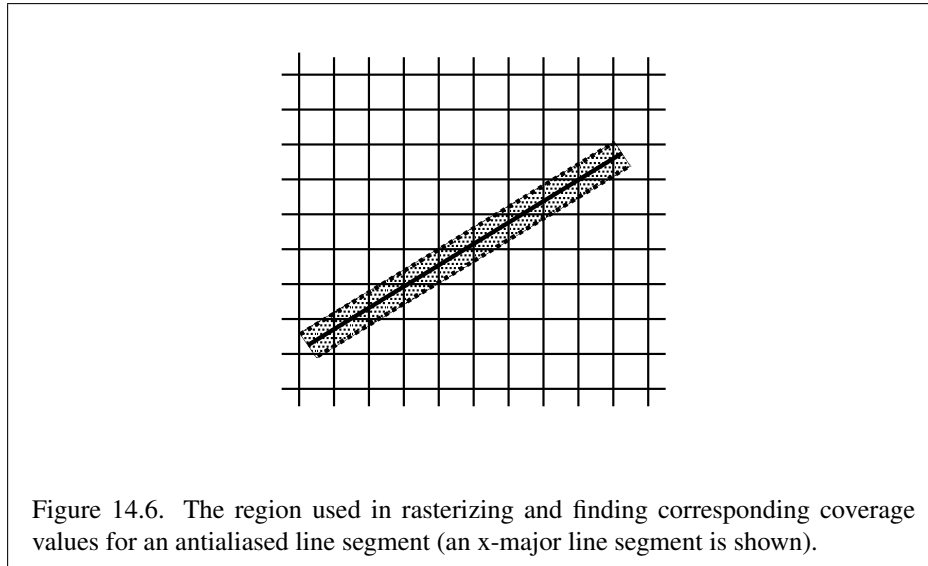 Figure 14.6. The region used in rasterizing and finding corresponding coverage
values for an antialiased line segment (an x-major line segment is shown).